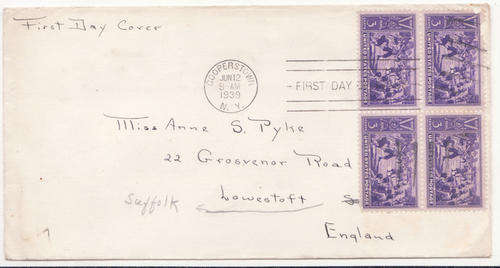 First Day Cover
COOPERSTOWN
JUN 12
9-AM
1939
N.Y.
FIRST DAY
Miss Anne S. Pyke
22 Grosvenor Road
Lowestoft
Suffolk
England